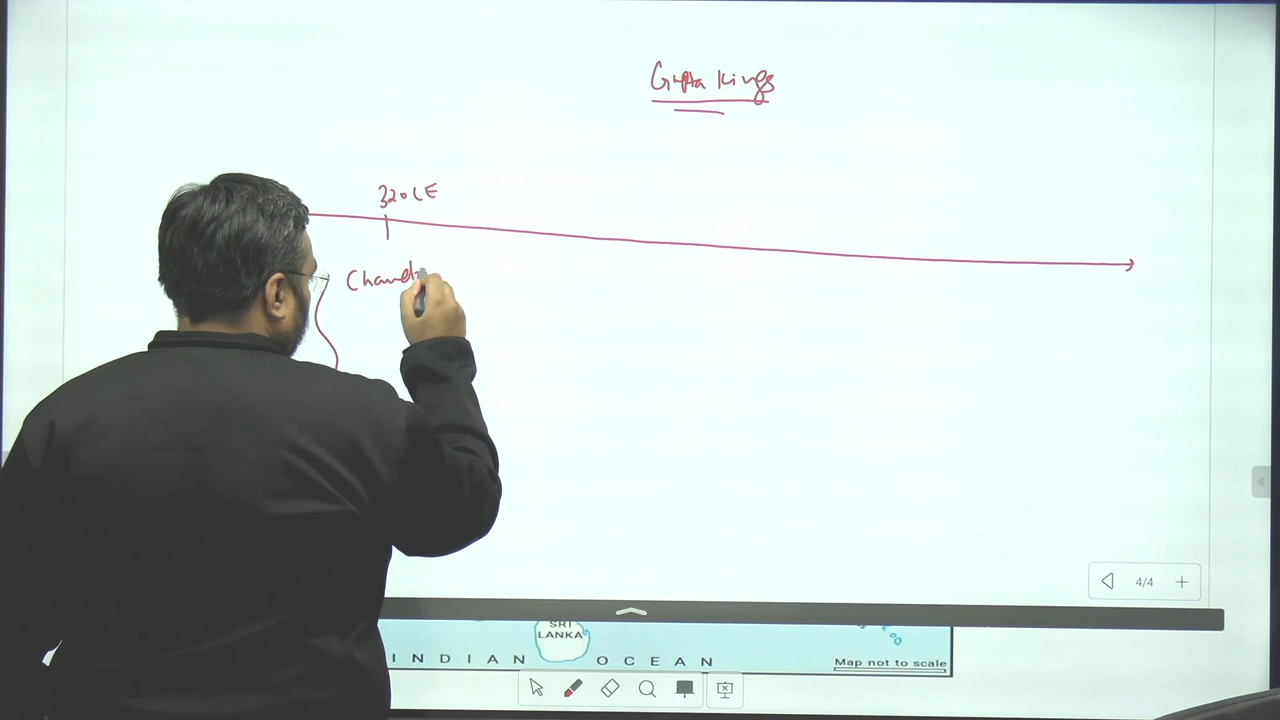 Gupta Kings
320 CE
Chand
4/4
SRI
LANKA
INDIAN OCEAN
Map not to scale